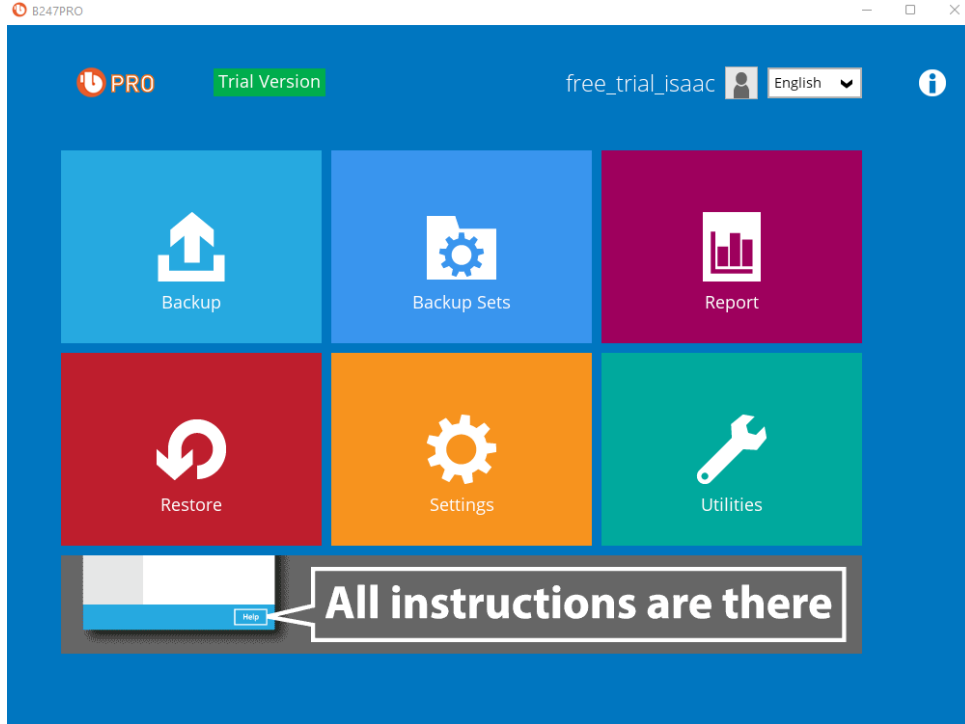 B247PRO
PRO
Trial Version
free_trial_isaac
English
Backup
Backup Sets
Report
Restore
Settings
Utilities
Help
All instructions are there